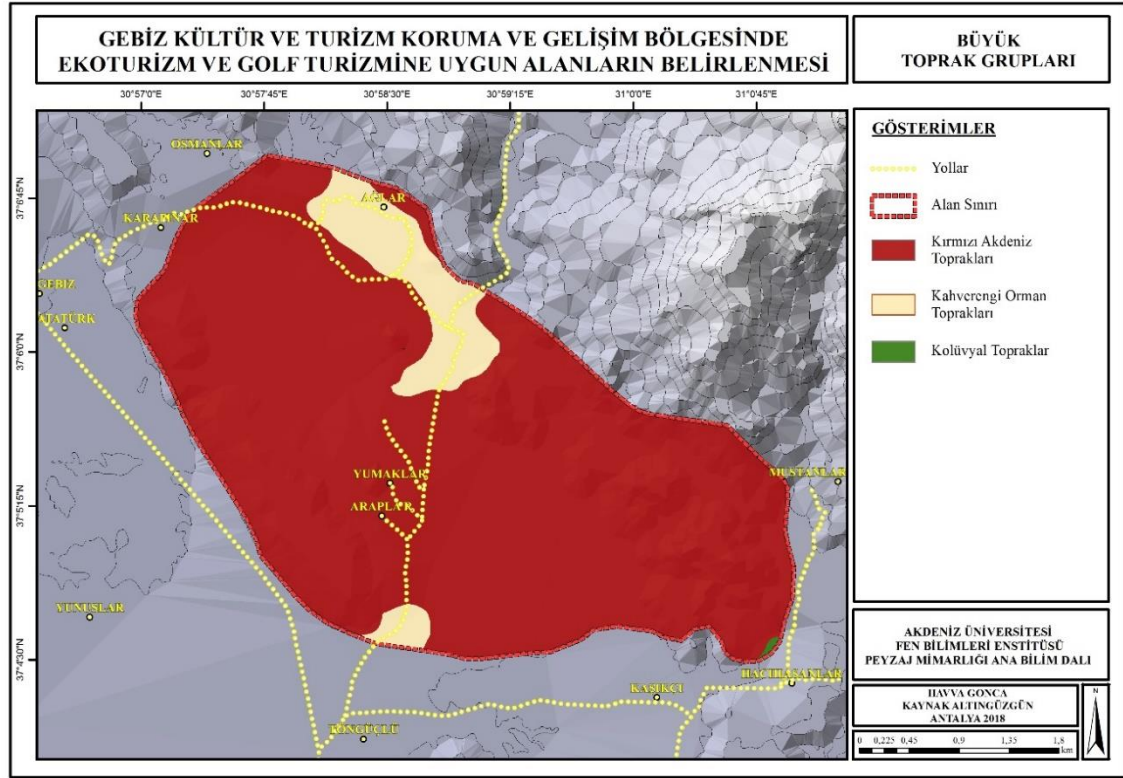 GEBİZ KÜLTÜR VE TURİZM KORUMA VE GELİŞİM BÖLGESİNDE
EKOTURİZM VE GOLF TURİZMİNE UYGUN ALANLARIN BELİRLENMESİ
BÜYÜK
TOPRAK GRUPLARI
30°57'0"E 30°57'45"E 30°58'30"E 30°59'15"E 31°0'0"E 31°0'45"E
37°6'45"N
37°6'0"N
37°5'15"N
37°4'30"N
OSMANLAR
AĞLAR
KARAPINAR
GEBİZ
ATATÜRK
YUMAKLAR
ARAPLAR
MUSTANLAR
YUNUSLAR
HACIHASANLAR
KAŞIKÇI
TONGUÇLU
GÖSTERİMLER
Yollar
Alan Sınırı
Kırmızı Akdeniz
Toprakları
Kahverengi Orman
Toprakları
Kolüvyal Topraklar
AKDENİZ ÜNİVERSİTESİ
FEN BİLİMLERİ ENSTİTÜSÜ
PEYZAJ MİMARLIĞI ANA BİLİM DALI
HAVVA GONCA
KAYNAK ALTINGÜZGÜN
ANTALYA 2018
N
0 0,225 0,45 0,9 1,35 1,8
km